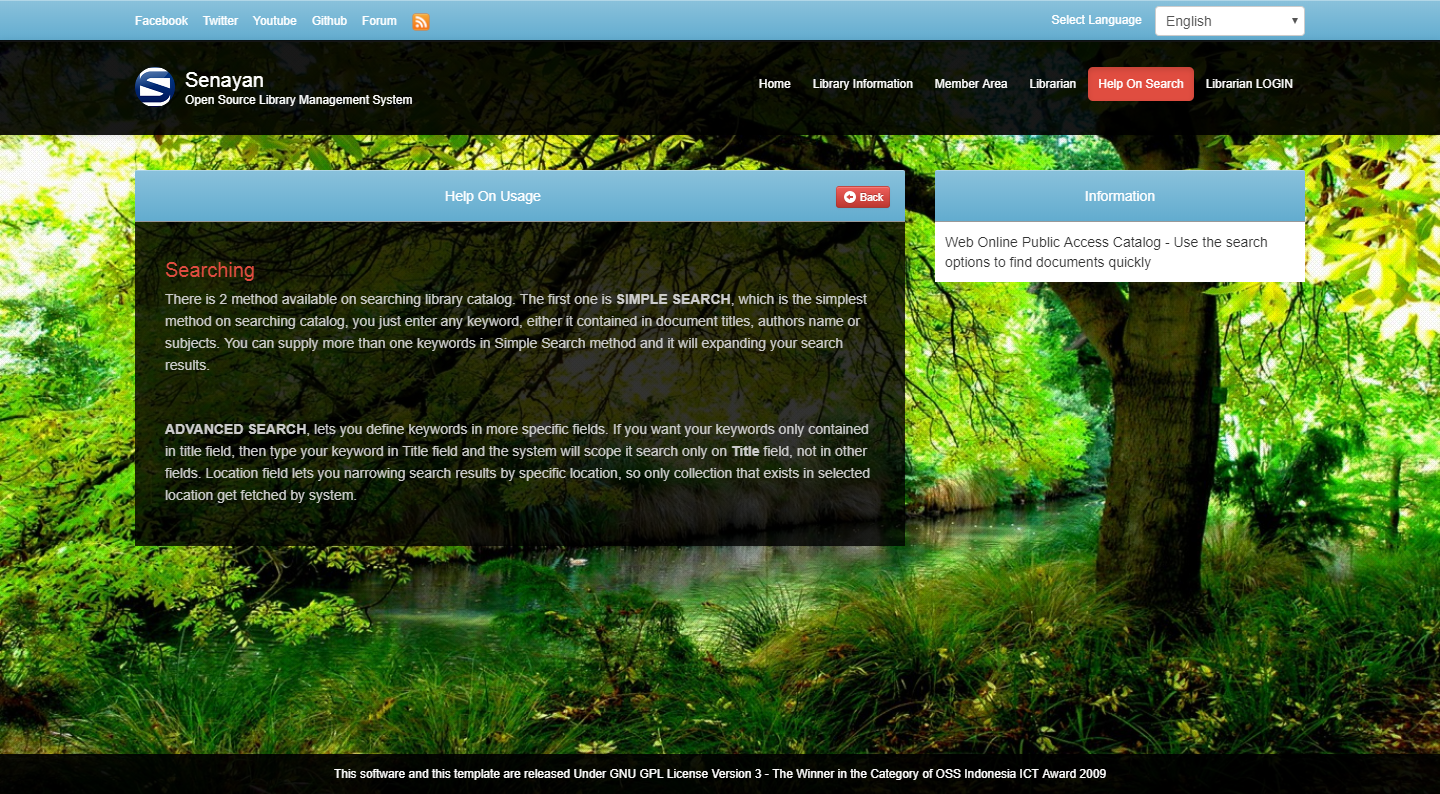 Facebook Twitter Youtube Github Forum
Select Language English
Senayan
Open Source Library Management System
Home Library Information Member Area Librarian Help On Search Librarian LOGIN
Help On Usage
Back
Searching
There is 2 method available on searching library catalog. The first one is SIMPLE SEARCH, which is the simplest
method on searching catalog, you just enter any keyword, either it contained in document titles, authors name or
subjects. You can supply more than one keywords in Simple Search method and it will expanding your search
results.
ADVANCED SEARCH, lets you define keywords in more specific fields. If you want your keywords only contained
in title field, then type your keyword in Title field and the system will scope it search only on Title field, not in other
fields. Location field lets you narrowing search results by specific location, so only collection that exists in selected
location get fetched by system.
Information
Web Online Public Access Catalog - Use the search
options to find documents quickly
This software and this template are released Under GNU GPL License Version 3 - The Winner in the Category of OSS Indonesia ICT Award 2009